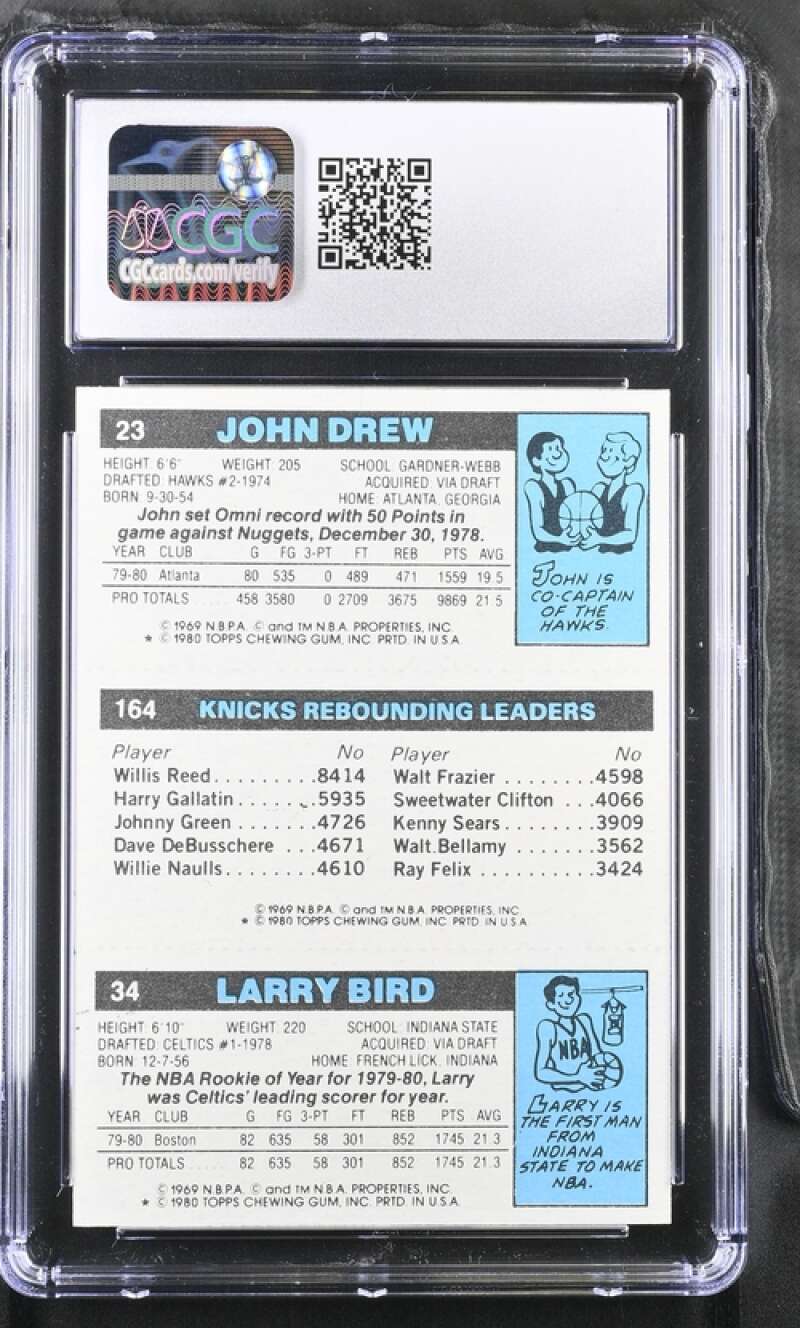 CGC
CGCcards.com/verify
23 JOHN DREW
HEIGHT: 6'6" WEIGHT: 205 SCHOOL: GARDNER-WEBB
DRAFTED: HAWKS #2-1974 ACQUIRED: VIA DRAFT
BORN: 9-30-54 HOME: ATLANTA, GEORGIA
John set Omni record with 50 Points in
game against Nuggets, December 30, 1978.
YEAR CLUB G FG 3-PT FT REB PTS AVG
79-80 Atlanta 80 535 0 489 471 1559 19.5
PRO TOTALS ..... 458 3580 0 2709 3675 9869 21.5
© 1969 N.B.P.A. © and TM N.B.A. PROPERTIES, INC.
* © 1980 TOPPS CHEWING GUM, INC. PRTD. IN U.S.A.
JOHN IS
CO-CAPTAIN
OF THE
HAWKS.
164 KNICKS REBOUNDING LEADERS
Player No Player No
Willis Reed.........8414 Walt Frazier ........4598
Harry Gallatin........5935 Sweetwater Clifton ...4066
Johnny Green.......4726 Kenny Sears........3909
Dave DeBusschere ...4671 Walt Bellamy .......3562
Willie Naulls........4610 Ray Felix ..........3424
© 1969 N.B.P.A. © and TM N.B.A. PROPERTIES, INC.
* © 1980 TOPPS CHEWING GUM, INC. PRTD. IN U.S.A.
34 LARRY BIRD
HEIGHT: 6'10" WEIGHT: 220 SCHOOL: INDIANA STATE
DRAFTED: CELTICS #1-1978 ACQUIRED: VIA DRAFT
BORN: 12-7-56 HOME: FRENCH LICK, INDIANA
The NBA Rookie of Year for 1979-80, Larry
was Celtics' leading scorer for year.
YEAR CLUB G FG 3-PT FT REB PTS AVG
79-80 Boston 82 635 58 301 852 1745 21.3
PRO TOTALS ..... 82 635 58 301 852 1745 21.3
© 1969 N.B.P.A. © and TM N.B.A. PROPERTIES, INC.
* © 1980 TOPPS CHEWING GUM, INC. PRTD. IN U.S.A.
NBA
LARRY IS
THE FIRST MAN
FROM
INDIANA
STATE TO MAKE
NBA.